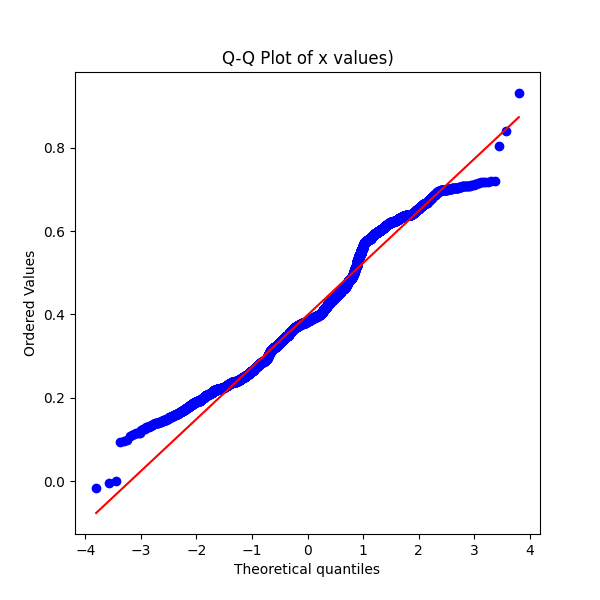 Q-Q Plot of x values)
Ordered Values
0.8
0.6
0.4
0.2
0.0
−4 −3 −2 −1 0 1 2 3 4
Theoretical quantiles